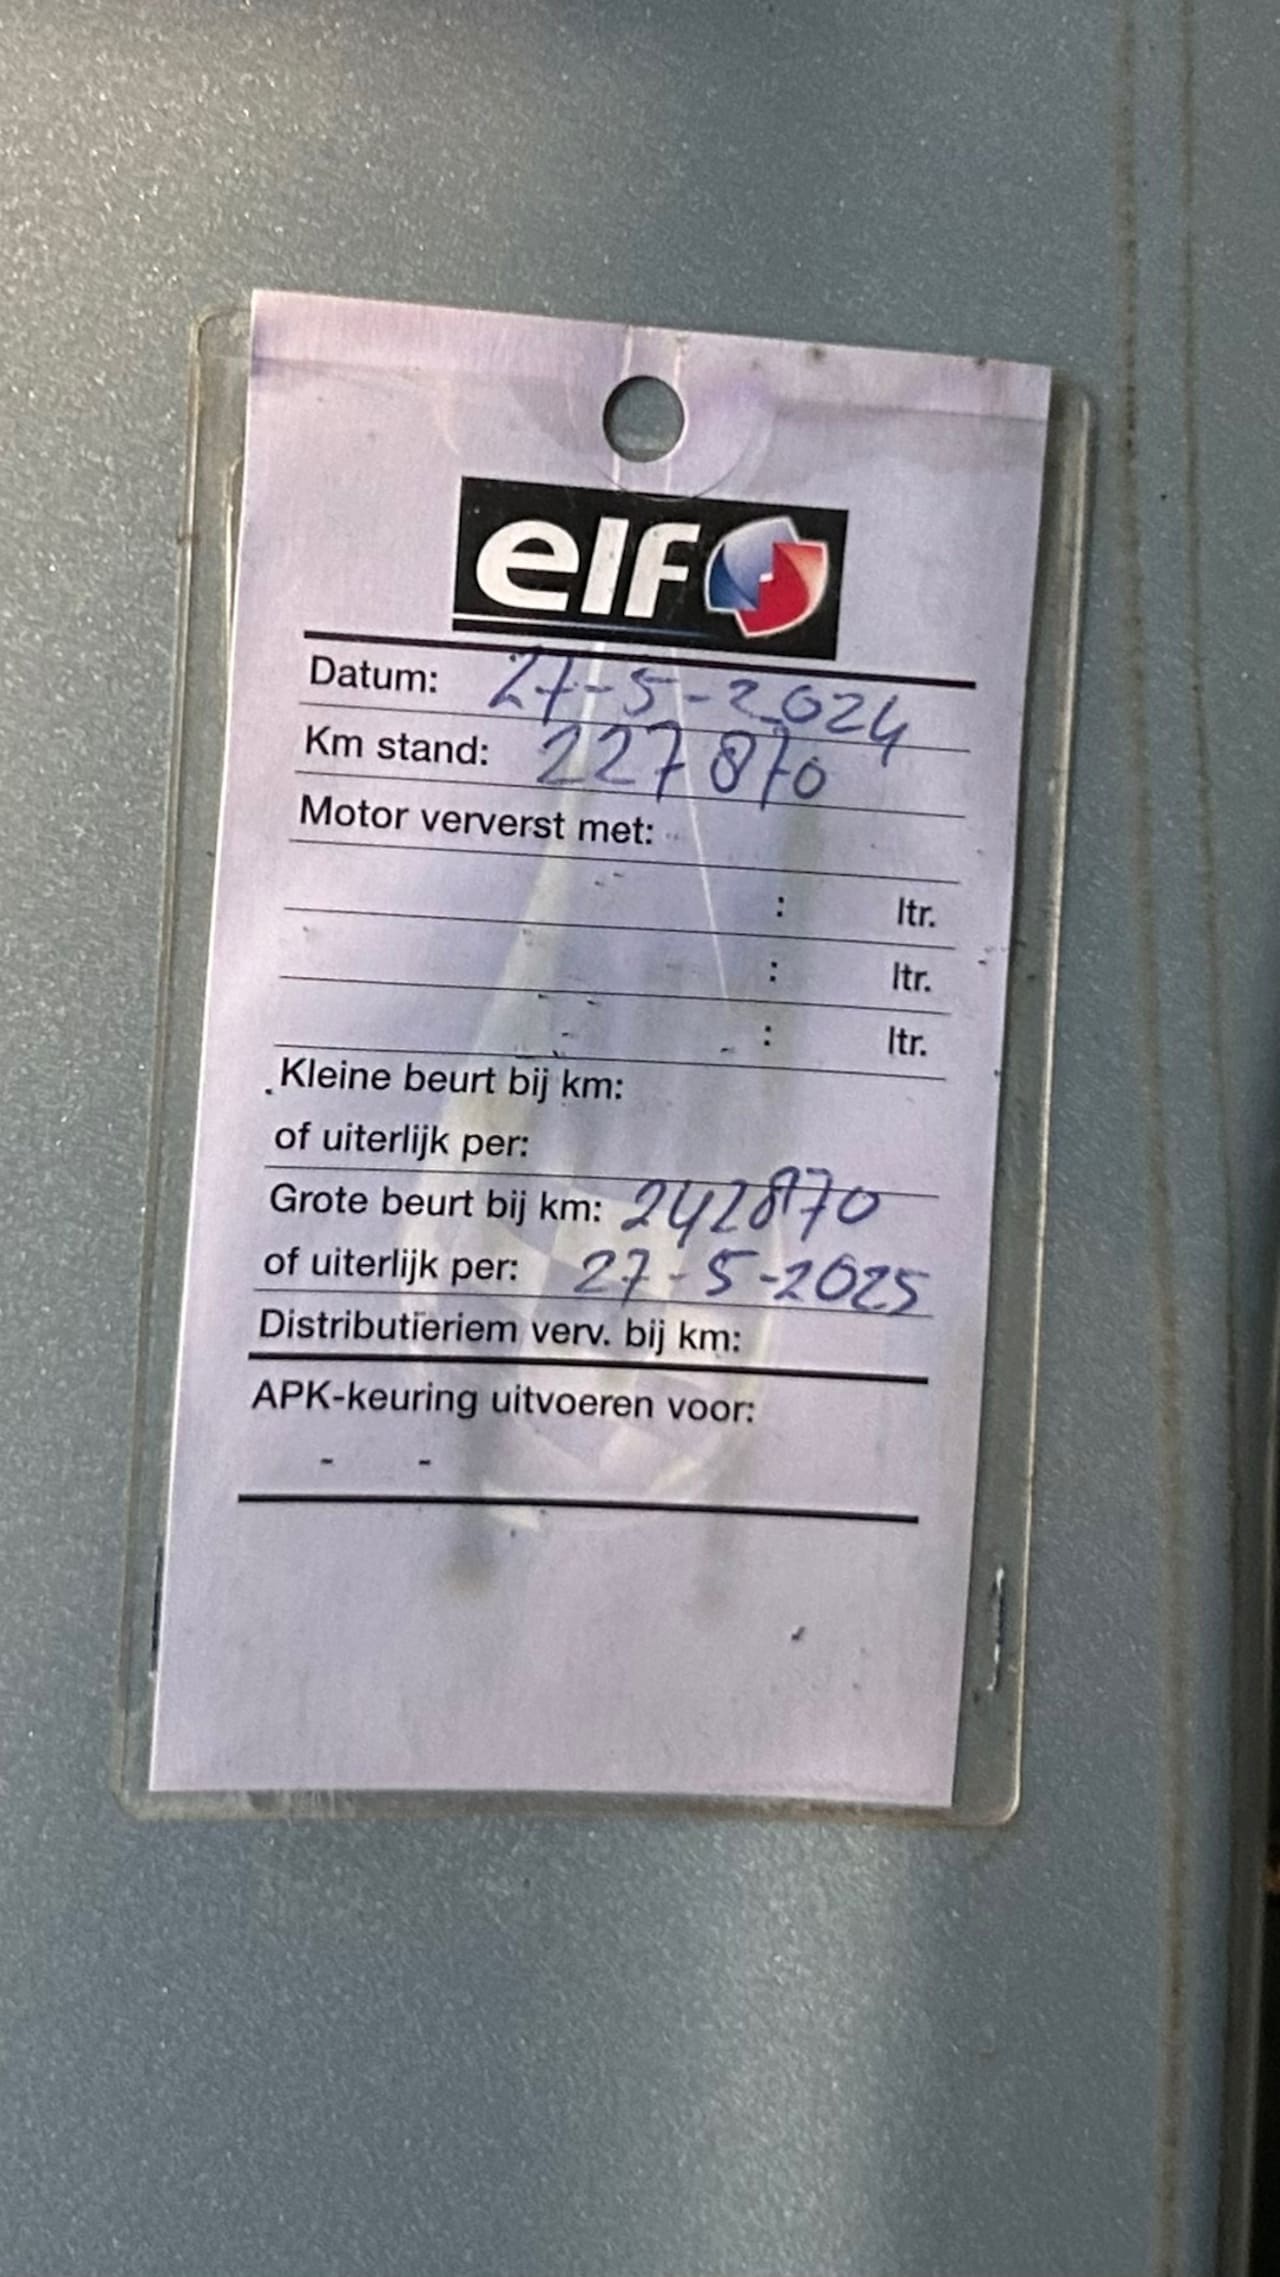 elf
Datum: 27-5-2024
Km stand: 227870
Motor ververst met:
: ltr.
: ltr.
: ltr.
Kleine beurt bij km:
of uiterlijk per:
Grote beurt bij km: 242870
of uiterlijk per: 27-5-2025
Distributieriem verv. bij km:
APK-keuring uitvoeren voor:
- -